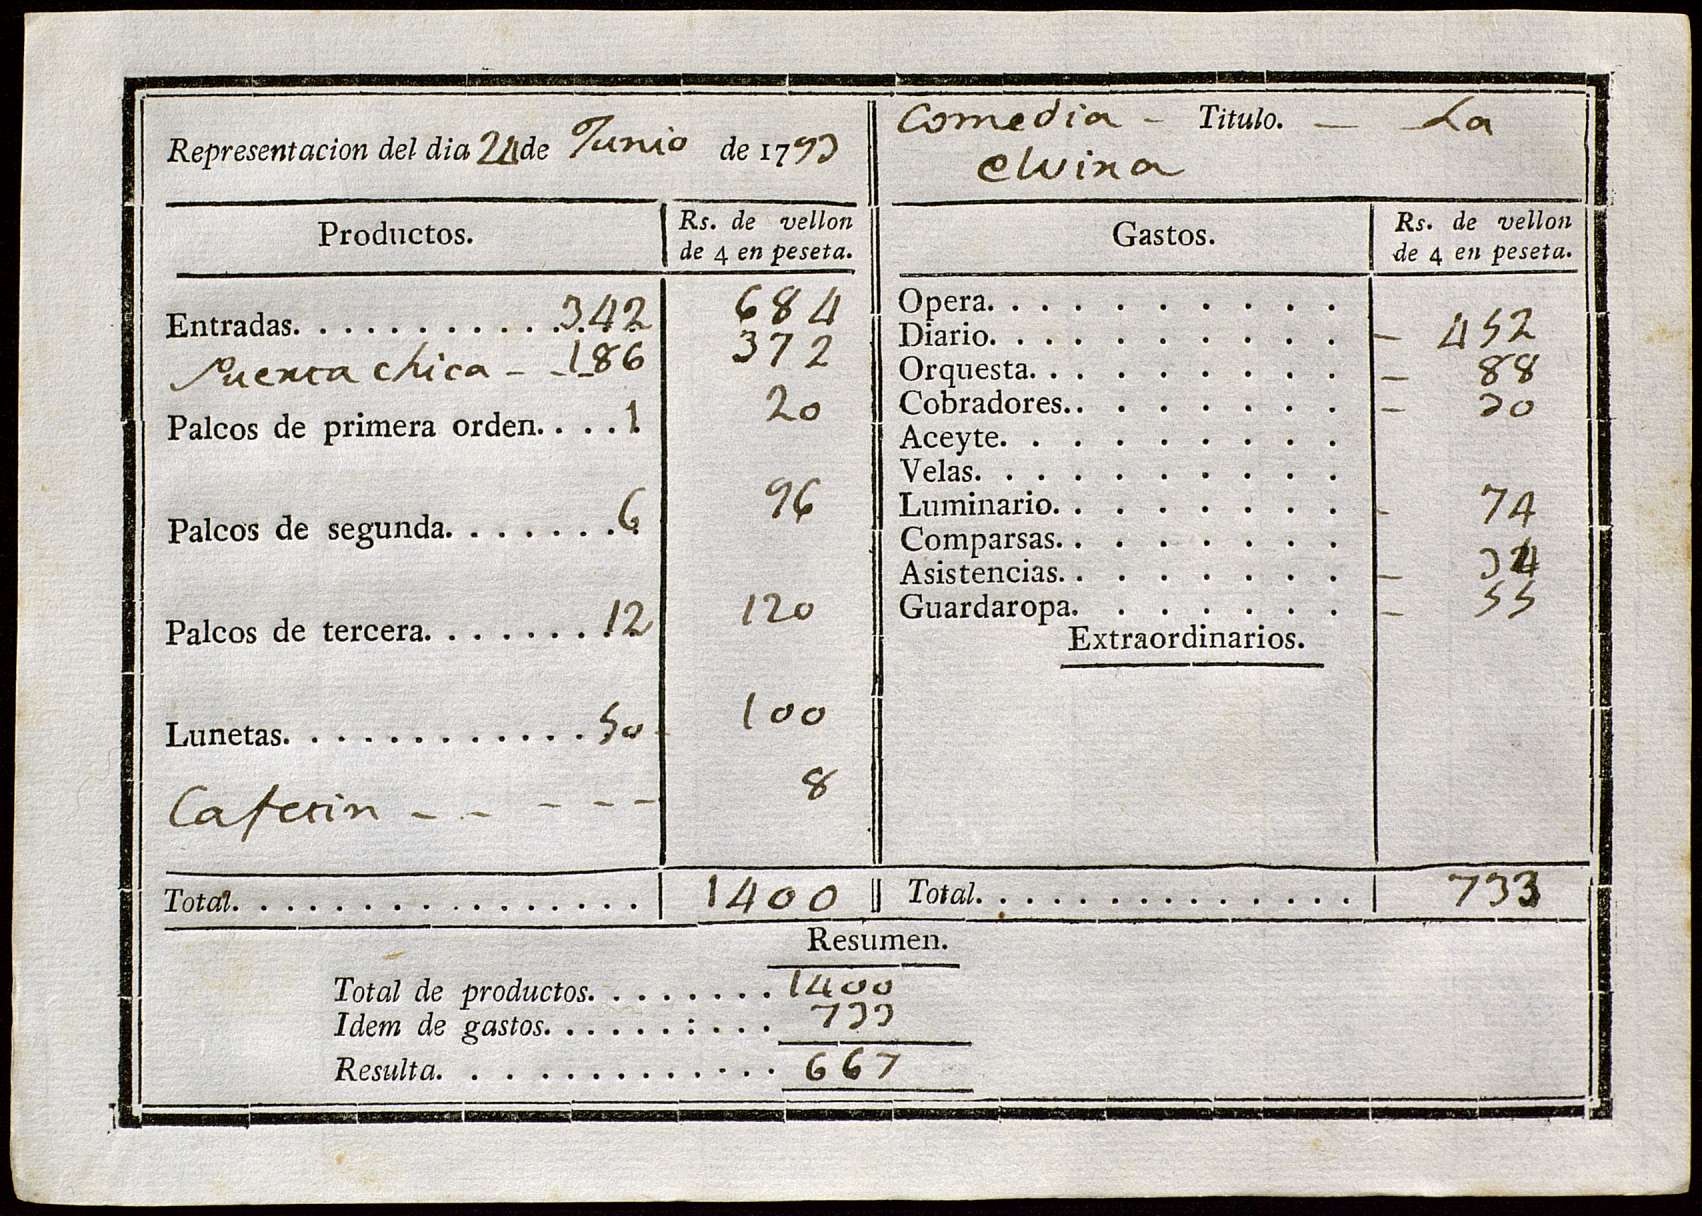 Representacion del dia 24 de Junio de 1793
Productos. Rs. de vellon
de 4 en peseta.
Entradas. . . . . . . . . . . . 342 684
Puerta chica - - 186 372
Palcos de primera orden. . . . . 1 20
Palcos de segunda. . . . . . . . 6 96
Palcos de tercera. . . . . . . . 12 120
Lunetas. . . . . . . . . . . . . 50 100
Cafetin - - - - - 8
Total. . . . . . . . . . . . . . . . 1400
Comedia - Titulo. - La
elvira
Gastos. Rs. de vellon
de 4 en peseta.
Opera. . . . . . . . . .
Diario. . . . . . . . . . - 452
Orquesta. . . . . . . . . - 88
Cobradores. . . . . . . . - 30
Aceyte. . . . . . . . . .
Velas. . . . . . . . . . .
Luminario. . . . . . . . - 74
Comparsas. . . . . . . .
Asistencias. . . . . . . . - 34
Guardaropa. . . . . . . - 55
Extraordinarios.
Total. . . . . . . . . . . . . . . 733
Resumen.
Total de productos. . . . . . . . 1400
Idem de gastos. . . . . . : . . . 733
Resulta. . . . . . . . . . . . . . 667